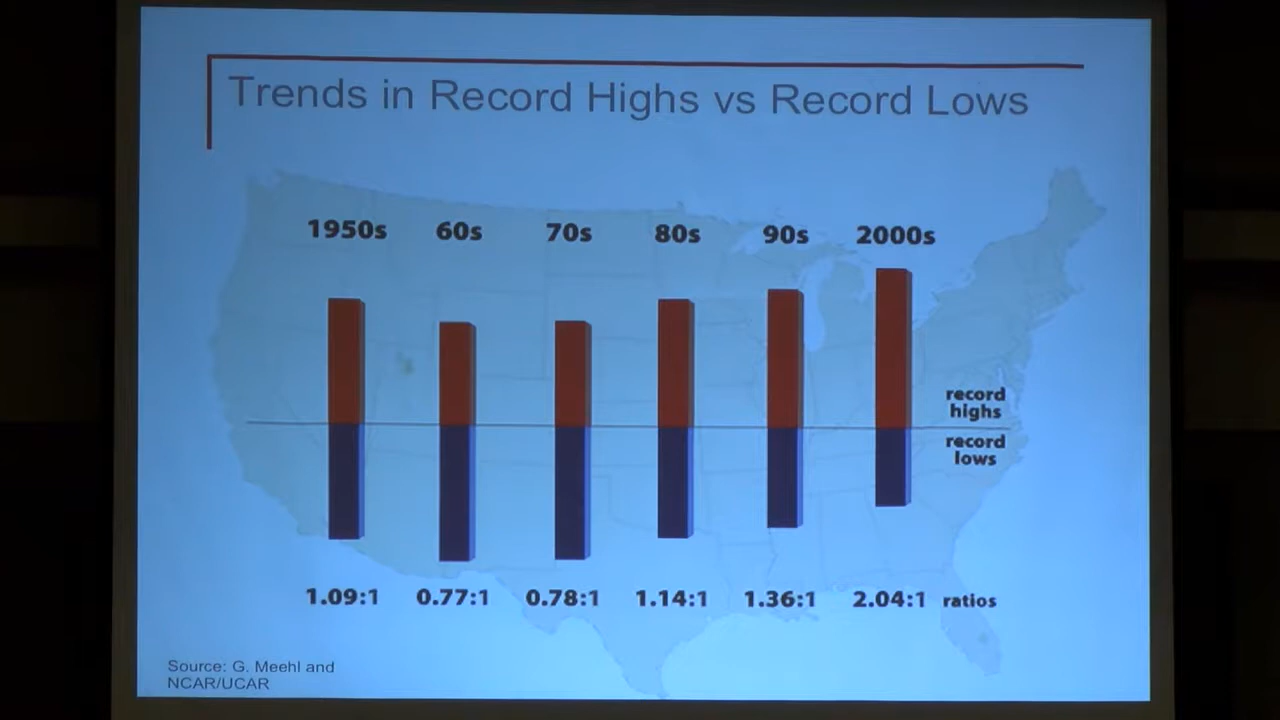 Trends in Record Highs vs Record Lows
1950s 60s 70s 80s 90s 2000s
record
highs
record
lows
1.09:1 0.77:1 0.78:1 1.14:1 1.36:1 2.04:1 ratios
Source: G. Meehl and
NCAR/UCAR